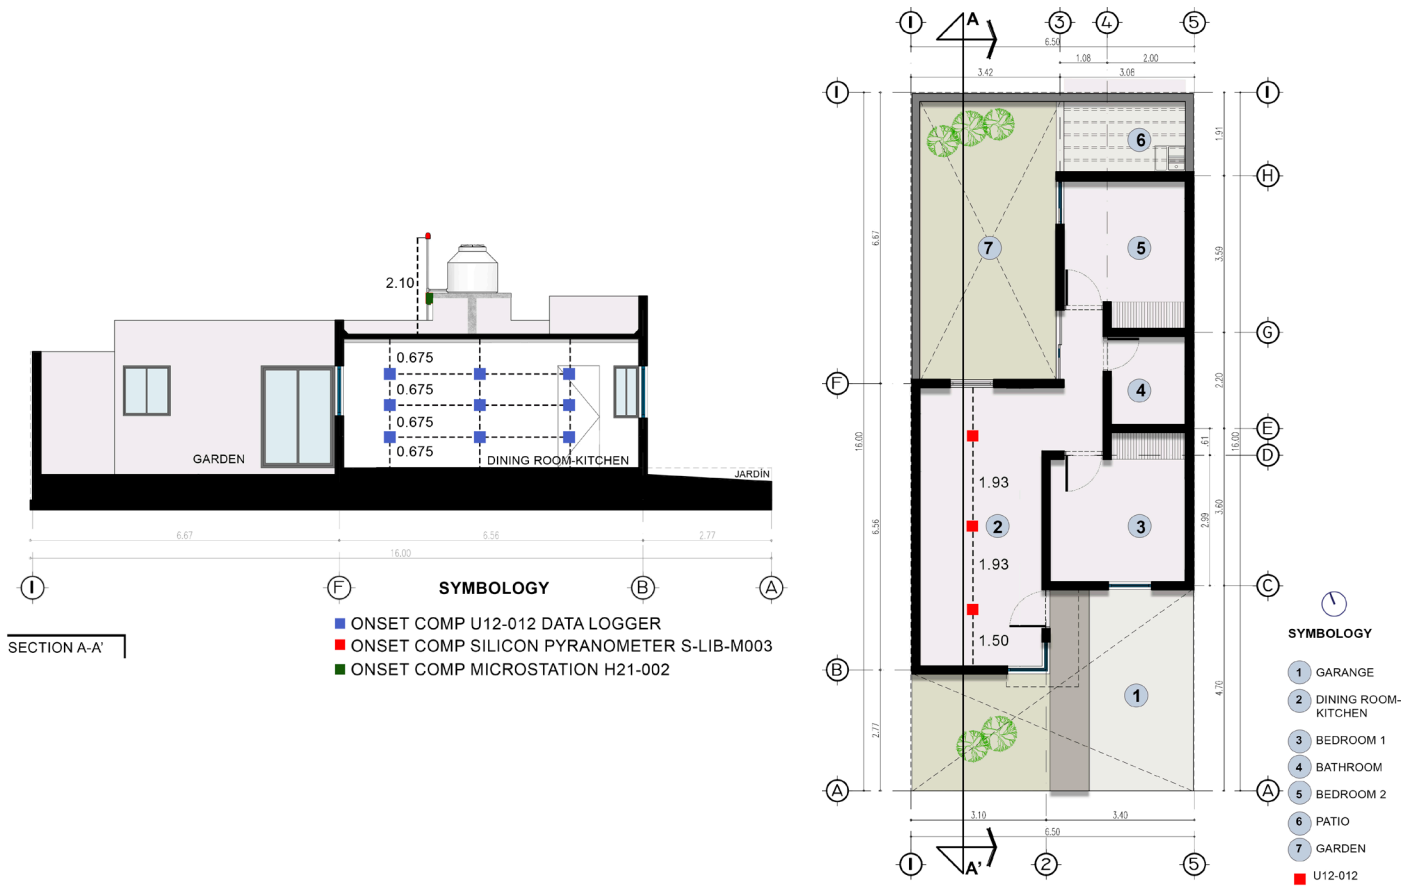 2.10
0.675
0.675
0.675
0.675
GARDEN
DINING ROOM-KITCHEN
JARDÍN
6.67
6.56
2.77
16.00
I
F
B
A
SECTION A-A'
SYMBOLOGY
ONSET COMP U12-012 DATA LOGGER
ONSET COMP SILICON PYRANOMETER S-LIB-M003
ONSET COMP MICROSTATION H21-002
1
A
3
4
5
6.50
1.08
2.00
3.42
3.08
I
I
6
1.91
H
6.67
7
5
3.59
G
F
4
2.20
E
.61
16.00
16.00
D
1.93
2
3
6.56
2.99
3.60
1.93
C
1.50
B
1
4.70
2.77
A
A
3.10
3.40
6.50
1
A'
2
5
SYMBOLOGY
1 GARANGE
2 DINING ROOM-
KITCHEN
3 BEDROOM 1
4 BATHROOM
5 BEDROOM 2
6 PATIO
7 GARDEN
U12-012